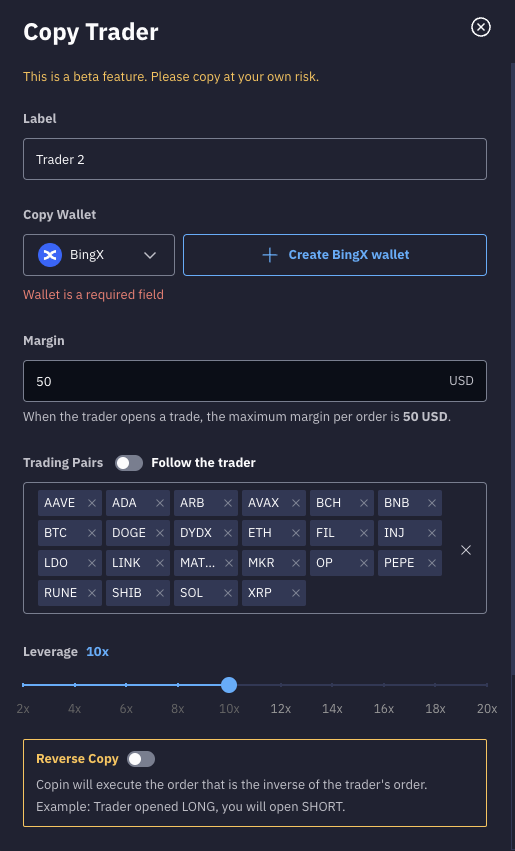 Copy Trader
This is a beta feature. Please copy at your own risk.
Label
Trader 2
Copy Wallet
BingX
Create BingX wallet
Wallet is a required field
Margin
50 USD
When the trader opens a trade, the maximum margin per order is 50 USD.
Trading Pairs Follow the trader
AAVE ADA ARB AVAX BCH BNB
BTC DOGE DYDX ETH FIL INJ
LDO LINK MAT... MKR OP PEPE
RUNE SHIB SOL XRP
Leverage 10x
2x 4x 6x 8x 10x 12x 14x 16x 18x 20x
Reverse Copy
Copin will execute the order that is the inverse of the trader's order.
Example: Trader opened LONG, you will open SHORT.